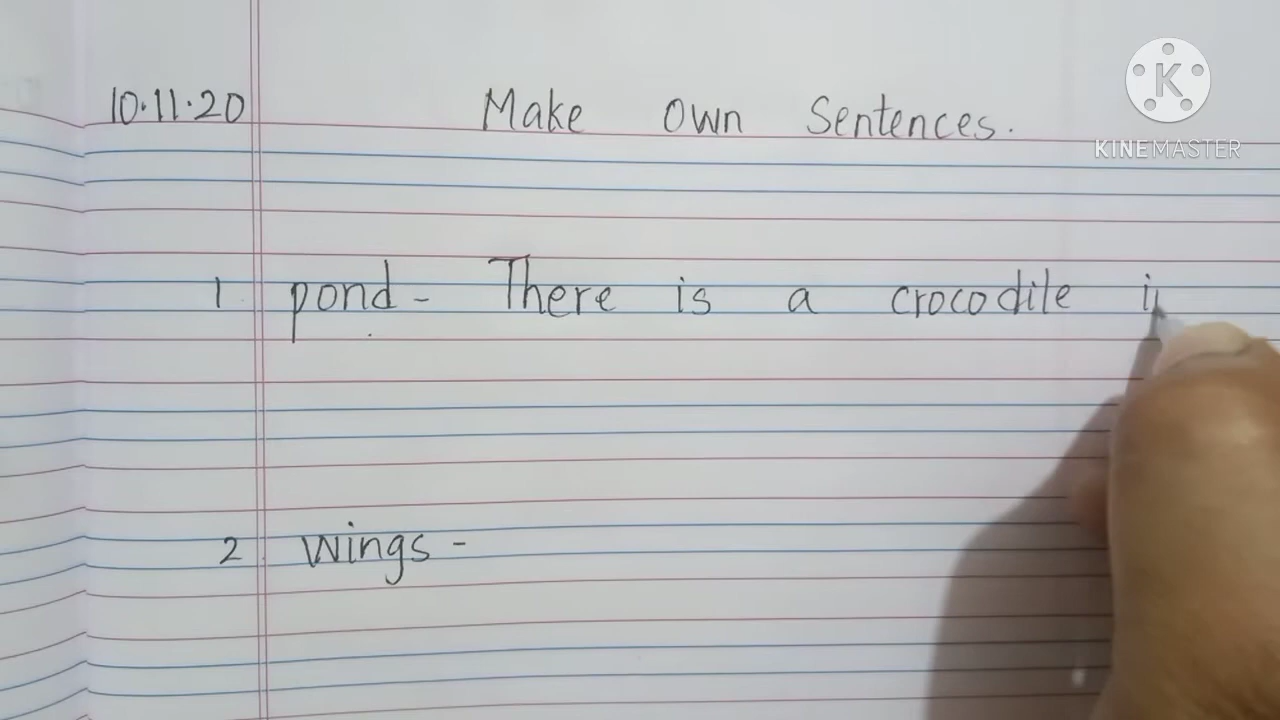 10.11.20 Make Own Sentences.
KINEMASTER
1 pond - There is a crocodile
2 wings -